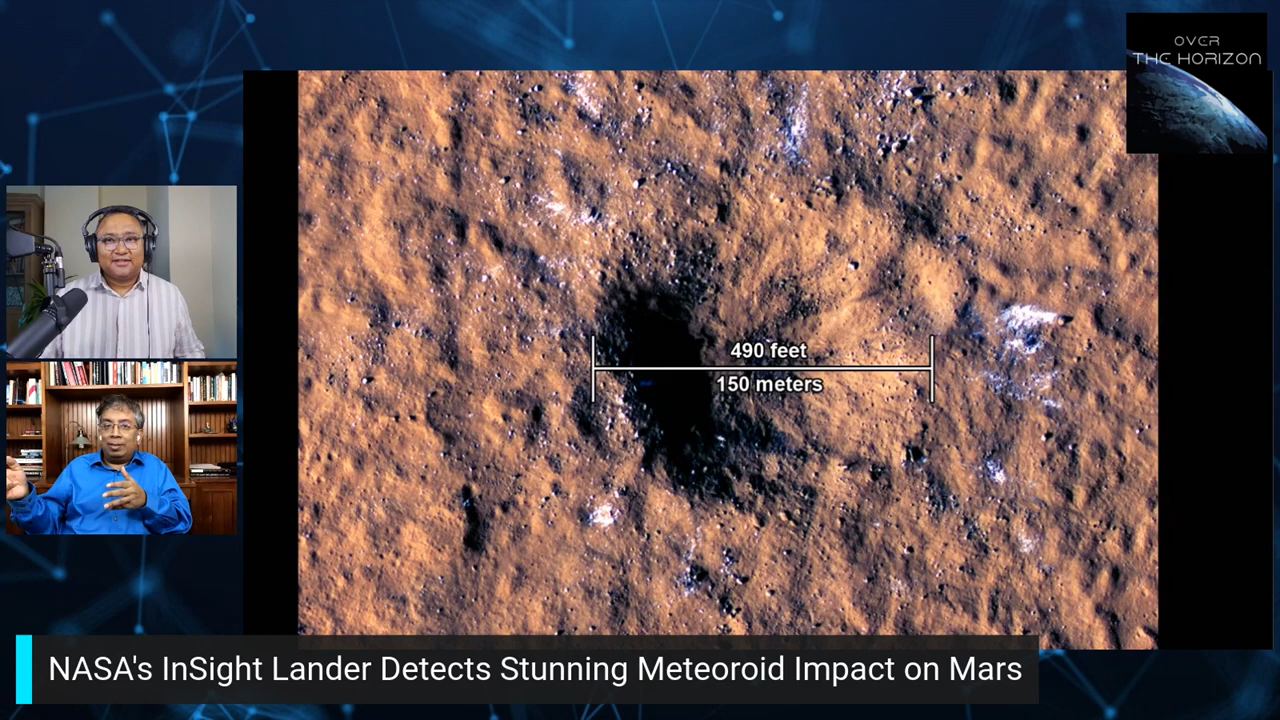 OVER
THE HORIZON
490 feet
150 meters
NASA's InSight Lander Detects Stunning Meteoroid Impact on Mars